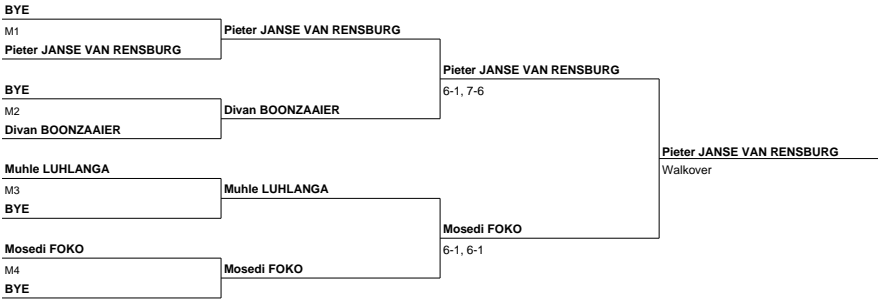 BYE
M1
Pieter JANSE VAN RENSBURG
BYE
M2
Divan BOONZAAIER
Muhle LUHLANGA
M3
BYE
Mosedi FOKO
M4
BYE
Pieter JANSE VAN RENSBURG
Divan BOONZAAIER
Muhle LUHLANGA
Mosedi FOKO
Pieter JANSE VAN RENSBURG
6-1, 7-6
Mosedi FOKO
6-1, 6-1
Pieter JANSE VAN RENSBURG
Walkover